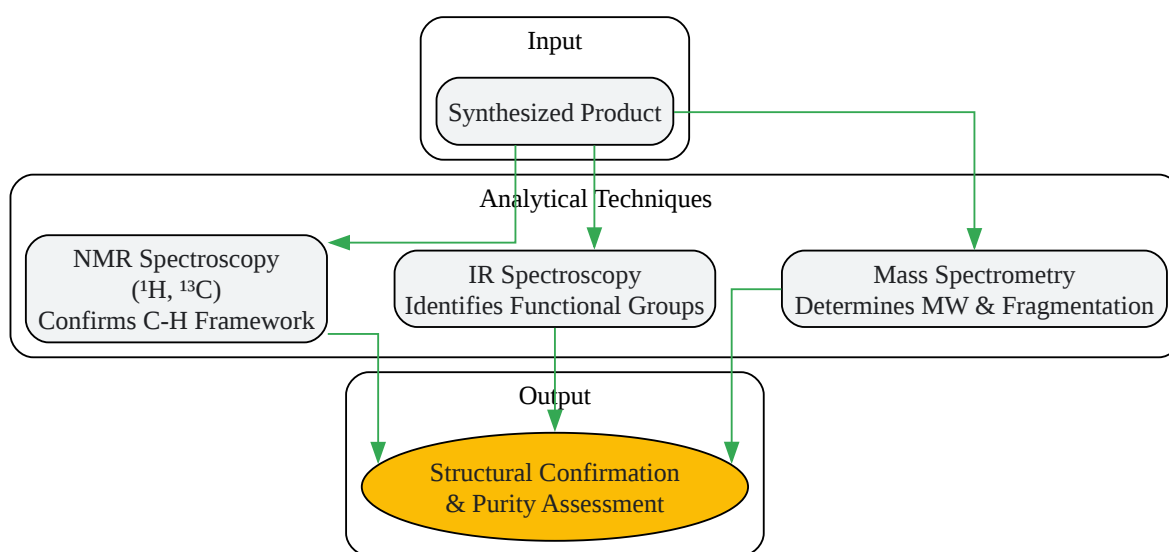 Input
Synthesized Product
Analytical Techniques
NMR Spectroscopy
(¹H, ¹³C)
Confirms C-H Framework
IR Spectroscopy
Identifies Functional Groups
Mass Spectrometry
Determines MW & Fragmentation
Output
Structural Confirmation
& Purity Assessment